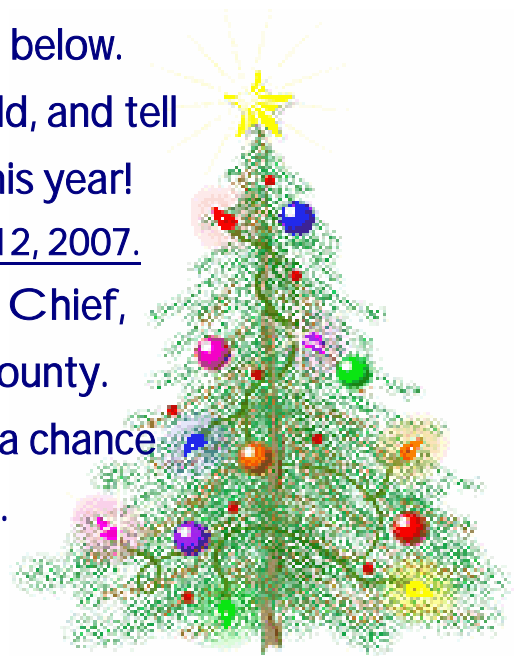 below.
ld, and tell
his year!
12, 2007.
Chief,
ounty.
a chance
.